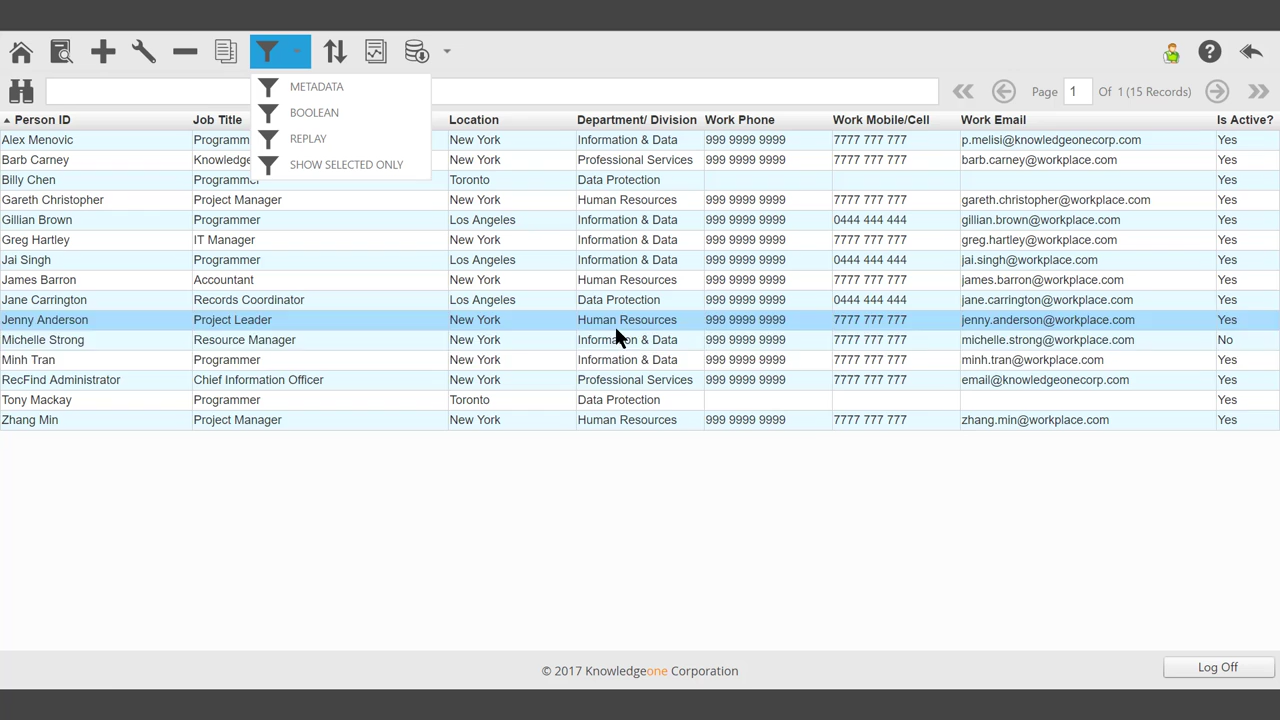 METADATA
BOOLEAN
REPLAY
SHOW SELECTED ONLY
Page 1 Of 1 (15 Records)
Person ID Job Title Location Department/ Division Work Phone Work Mobile/Cell Work Email Is Active?
Alex Menovic Programm New York Information & Data 999 9999 9999 7777 777 777 p.melisi@knowledgeonecorp.com Yes
Barb Carney Knowledge New York Professional Services 999 9999 9999 7777 777 777 barb.carney@workplace.com Yes
Billy Chen Programmer Toronto Data Protection Yes
Gareth Christopher Project Manager New York Human Resources 999 9999 9999 7777 777 777 gareth.christopher@workplace.com Yes
Gillian Brown Programmer Los Angeles Information & Data 999 9999 9999 0444 444 444 gillian.brown@workplace.com Yes
Greg Hartley IT Manager New York Information & Data 999 9999 9999 7777 777 777 greg.hartley@workplace.com Yes
Jai Singh Programmer Los Angeles Information & Data 999 9999 9999 0444 444 444 jai.singh@workplace.com Yes
James Barron Accountant New York Human Resources 999 9999 9999 7777 777 777 james.barron@workplace.com Yes
Jane Carrington Records Coordinator Los Angeles Data Protection 999 9999 9999 0444 444 444 jane.carrington@workplace.com Yes
Jenny Anderson Project Leader New York Human Resources 999 9999 9999 7777 777 777 jenny.anderson@workplace.com Yes
Michelle Strong Resource Manager New York Information & Data 999 9999 9999 7777 777 777 michelle.strong@workplace.com No
Minh Tran Programmer New York Information & Data 999 9999 9999 7777 777 777 minh.tran@workplace.com Yes
RecFind Administrator Chief Information Officer New York Professional Services 999 9999 9999 7777 777 777 email@knowledgeonecorp.com Yes
Tony Mackay Programmer Toronto Data Protection Yes
Zhang Min Project Manager New York Human Resources 999 9999 9999 7777 777 777 zhang.min@workplace.com Yes
© 2017 Knowledgeone Corporation
Log Off